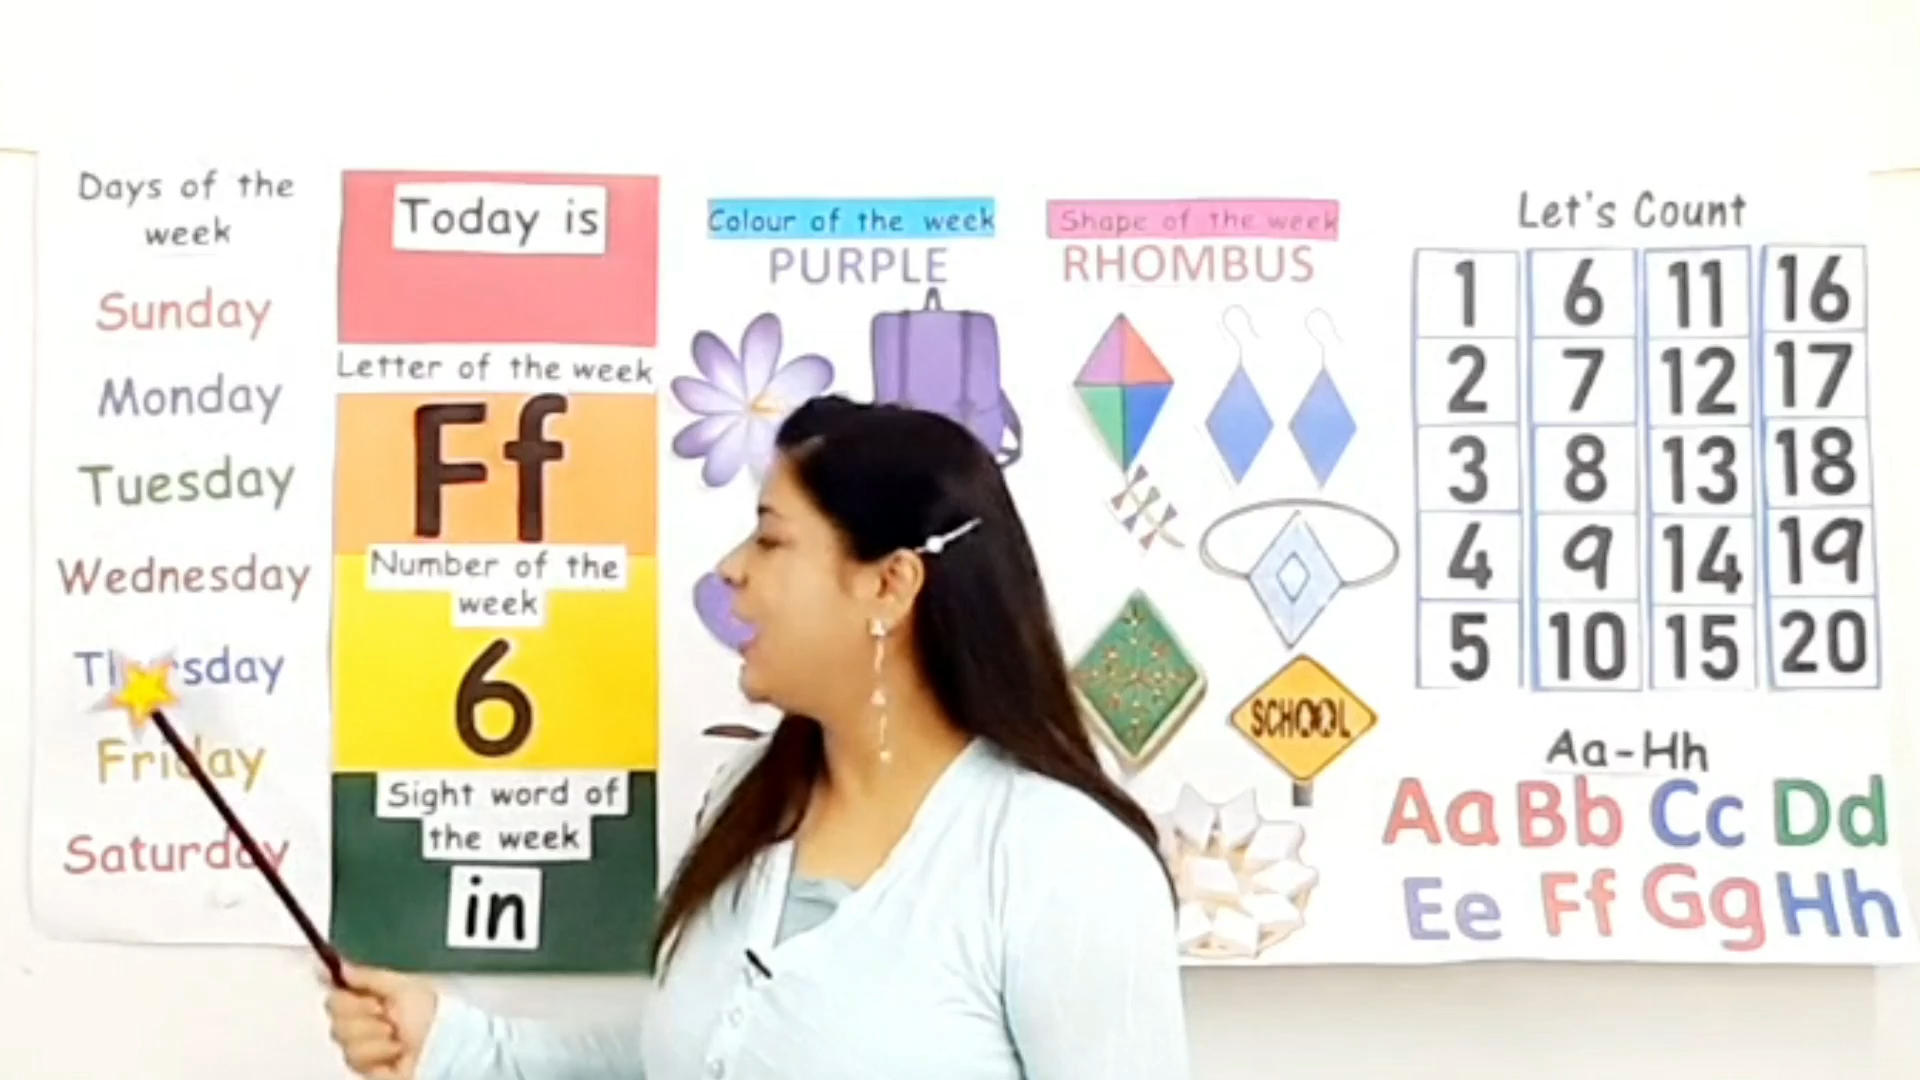 Days of the
week
Sunday
Monday
Tuesday
Wednesday
Thursday
Friday
Saturday
Today is
Letter of the week
Ff
Number of the
week
6
Sight word of
the week
in
Colour of the week
PURPLE
Shape of the week
RHOMBUS
SCHOOL
Let's Count
1 6 11 16
2 7 12 17
3 8 13 18
4 9 14 19
5 10 15 20
Aa-Hh
Aa Bb Cc Dd
Ee Ff Gg Hh